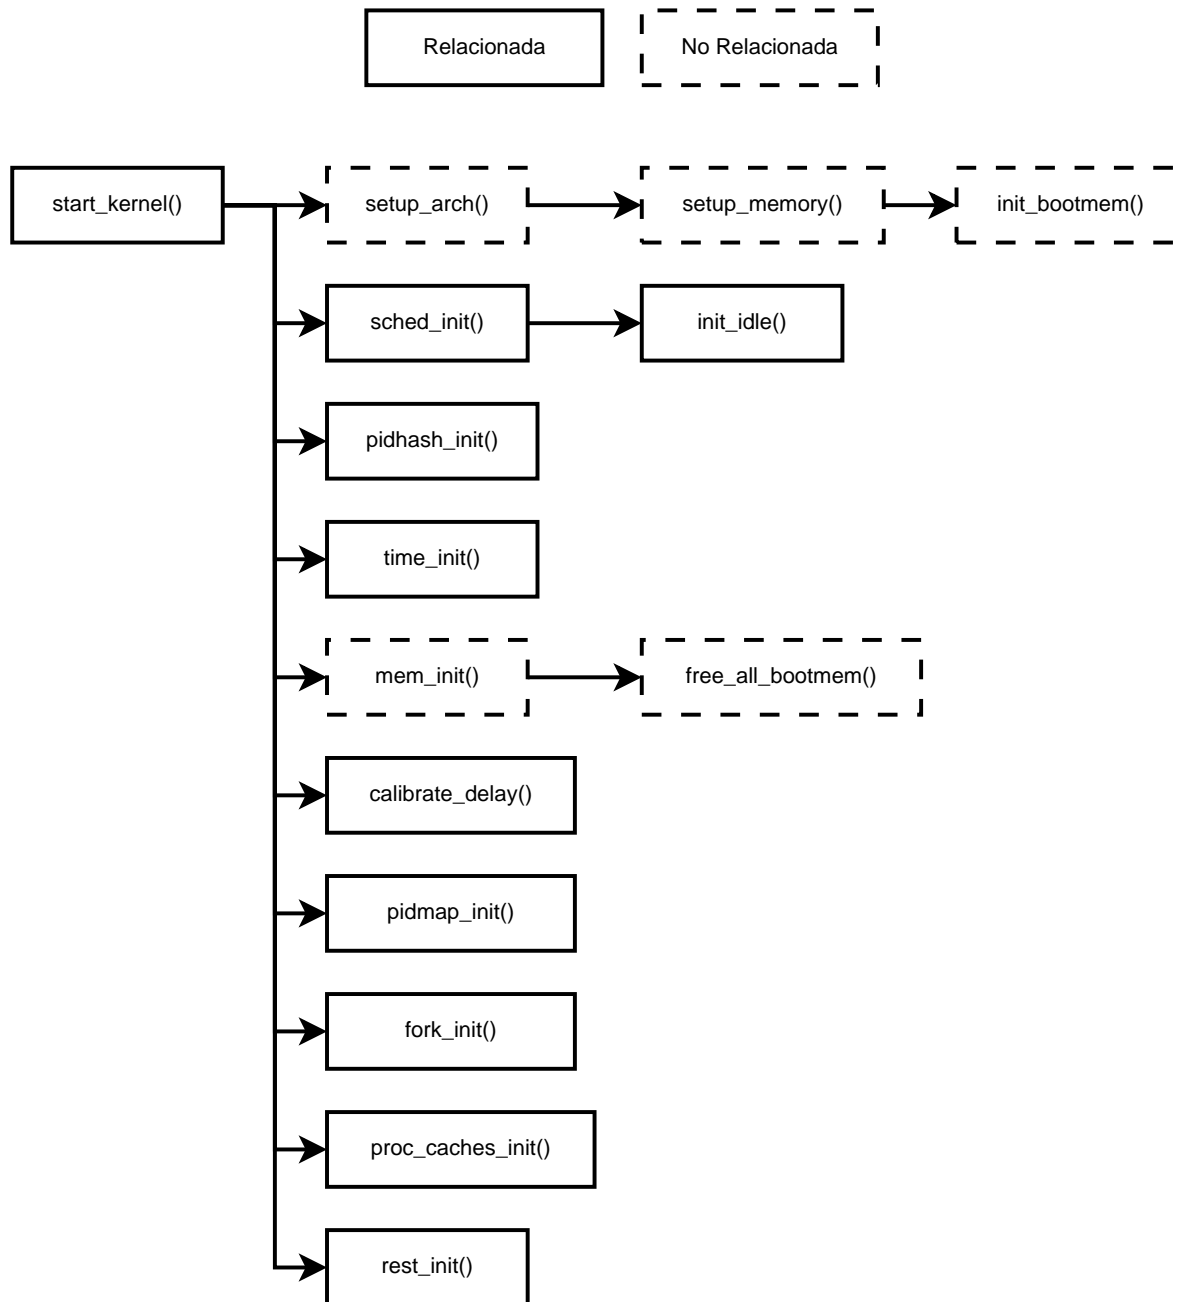 Relacionada
No Relacionada
start_kernel()
setup_arch()
setup_memory()
init_bootmem()
sched_init()
init_idle()
pidhash_init()
time_init()
mem_init()
free_all_bootmem()
calibrate_delay()
pidmap_init()
fork_init()
proc_caches_init()
rest_init()